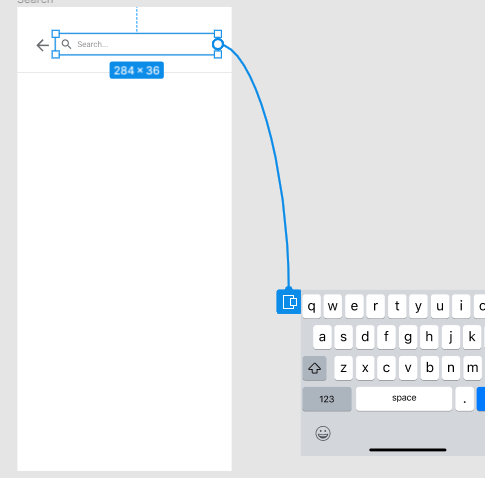 Search
Search...
284 × 36
q w e r t y u i
a s d f g h j k
z x c v b n m
123 space .